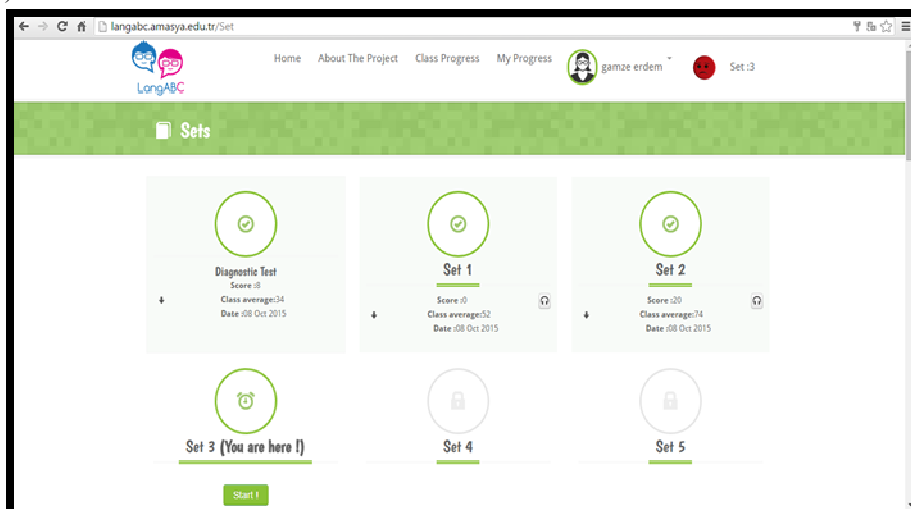 langabc.amasya.edu.tr/Set
LangABC
Home About The Project Class Progress My Progress gamze erdem Set :3
Sets
Diagnostic Test
Score :8
Class average:34
Date :08 Oct 2015
Set 1
Score :0
Class average:52
Date :08 Oct 2015
Set 2
Score :20
Class average:74
Date :08 Oct 2015
Set 3 (You are here !)
Start !
Set 4
Set 5